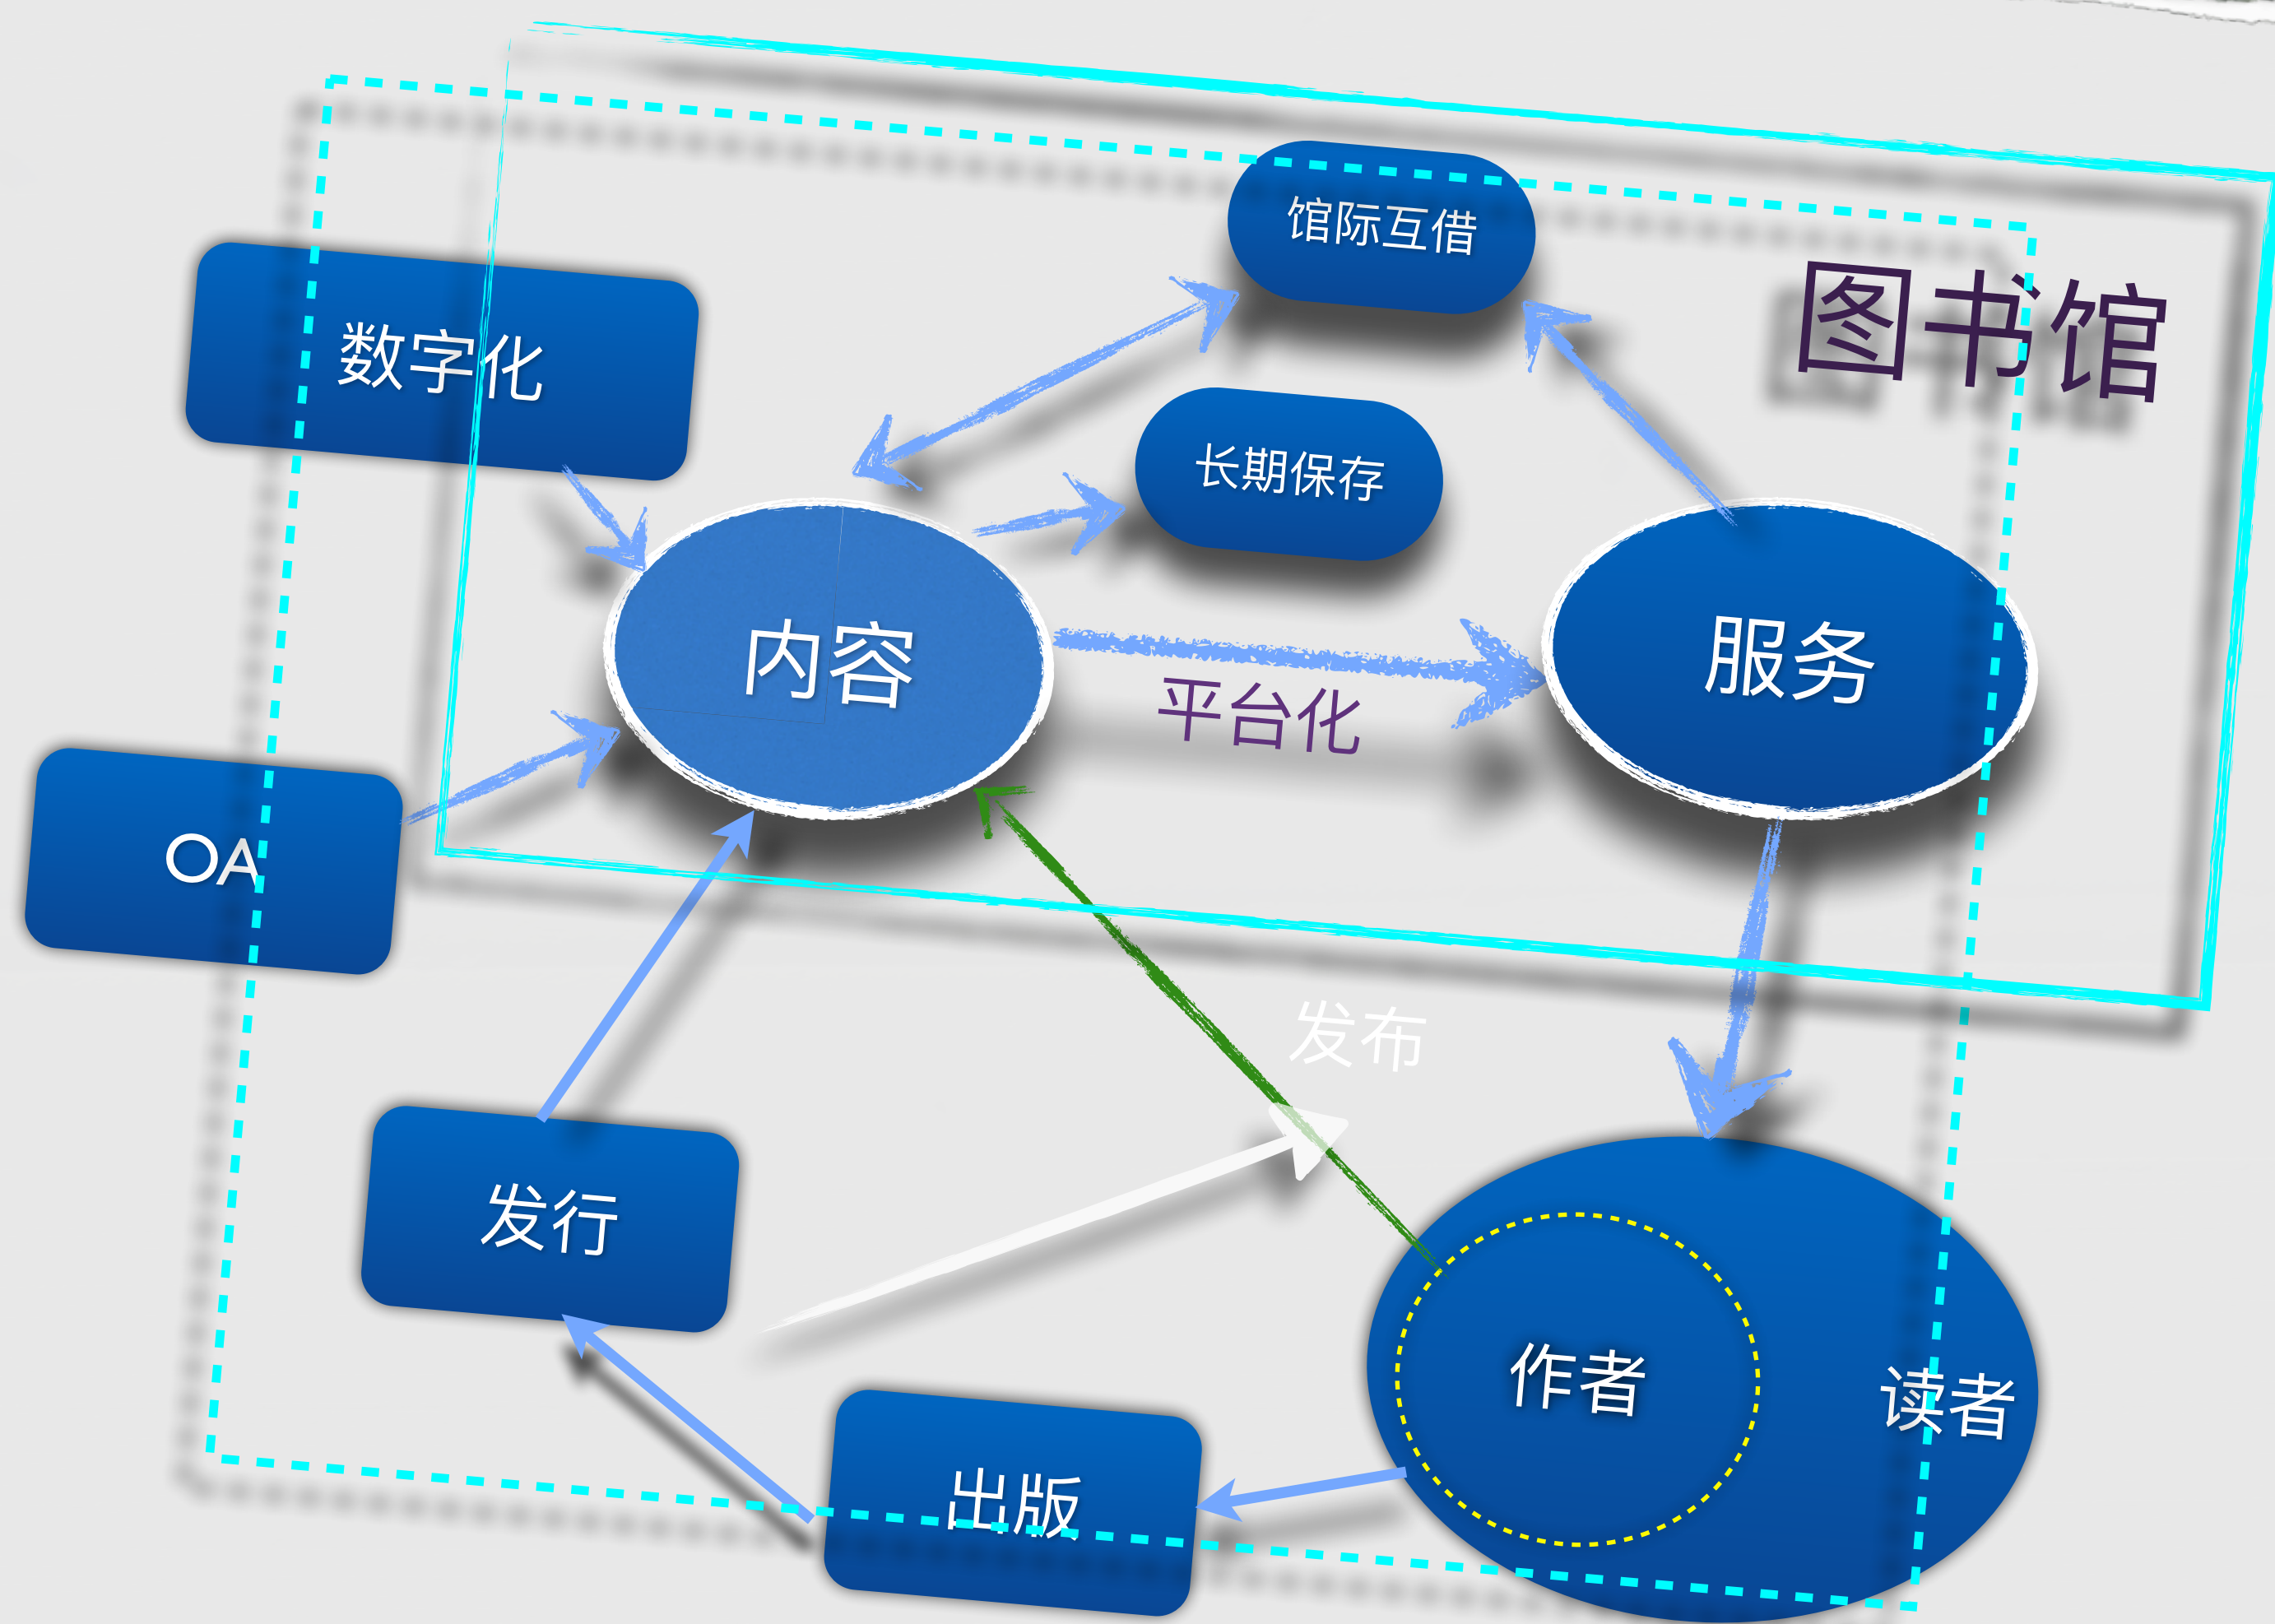 馆际互借
图书馆
数字化
长期保存
内容
服务
平台化
OA
发布
发行
作者
读者
出版